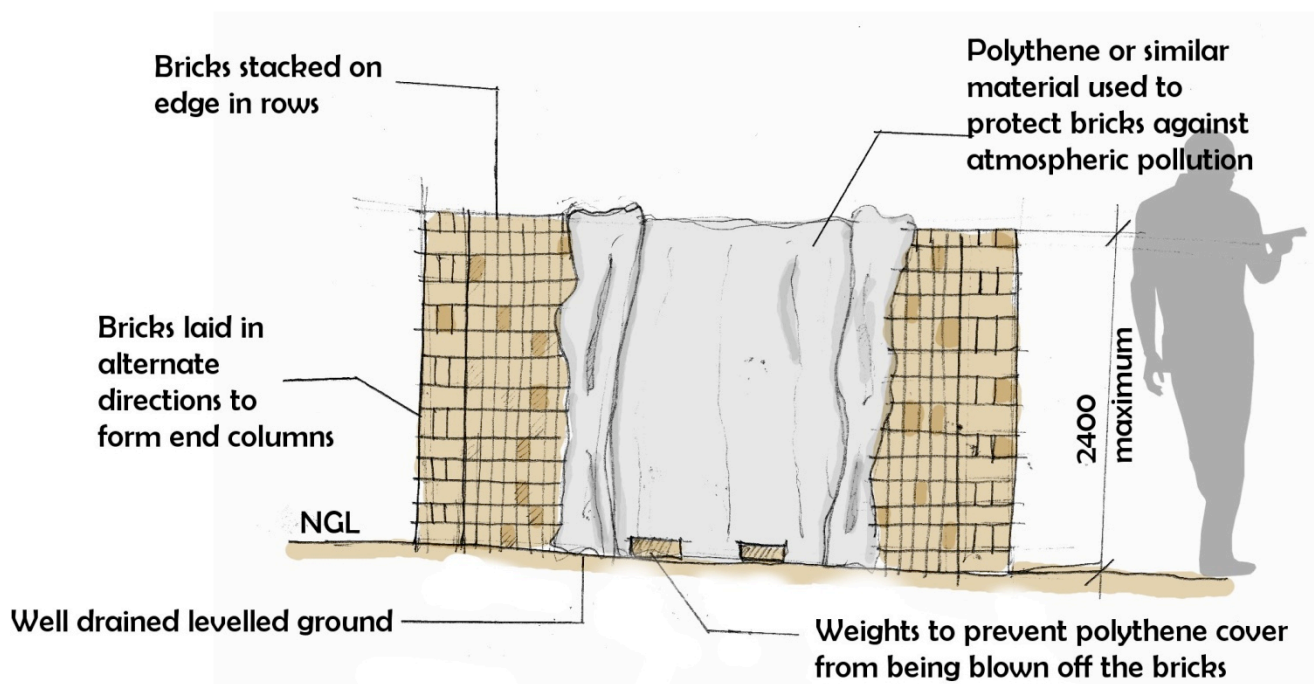 Bricks stacked on
edge in rows
Polythene or similar
material used to
protect bricks against
atmospheric pollution
Bricks laid in
alternate
directions to
form end columns
2400
maximum
NGL
Well drained levelled ground
Weights to prevent polythene cover
from being blown off the bricks